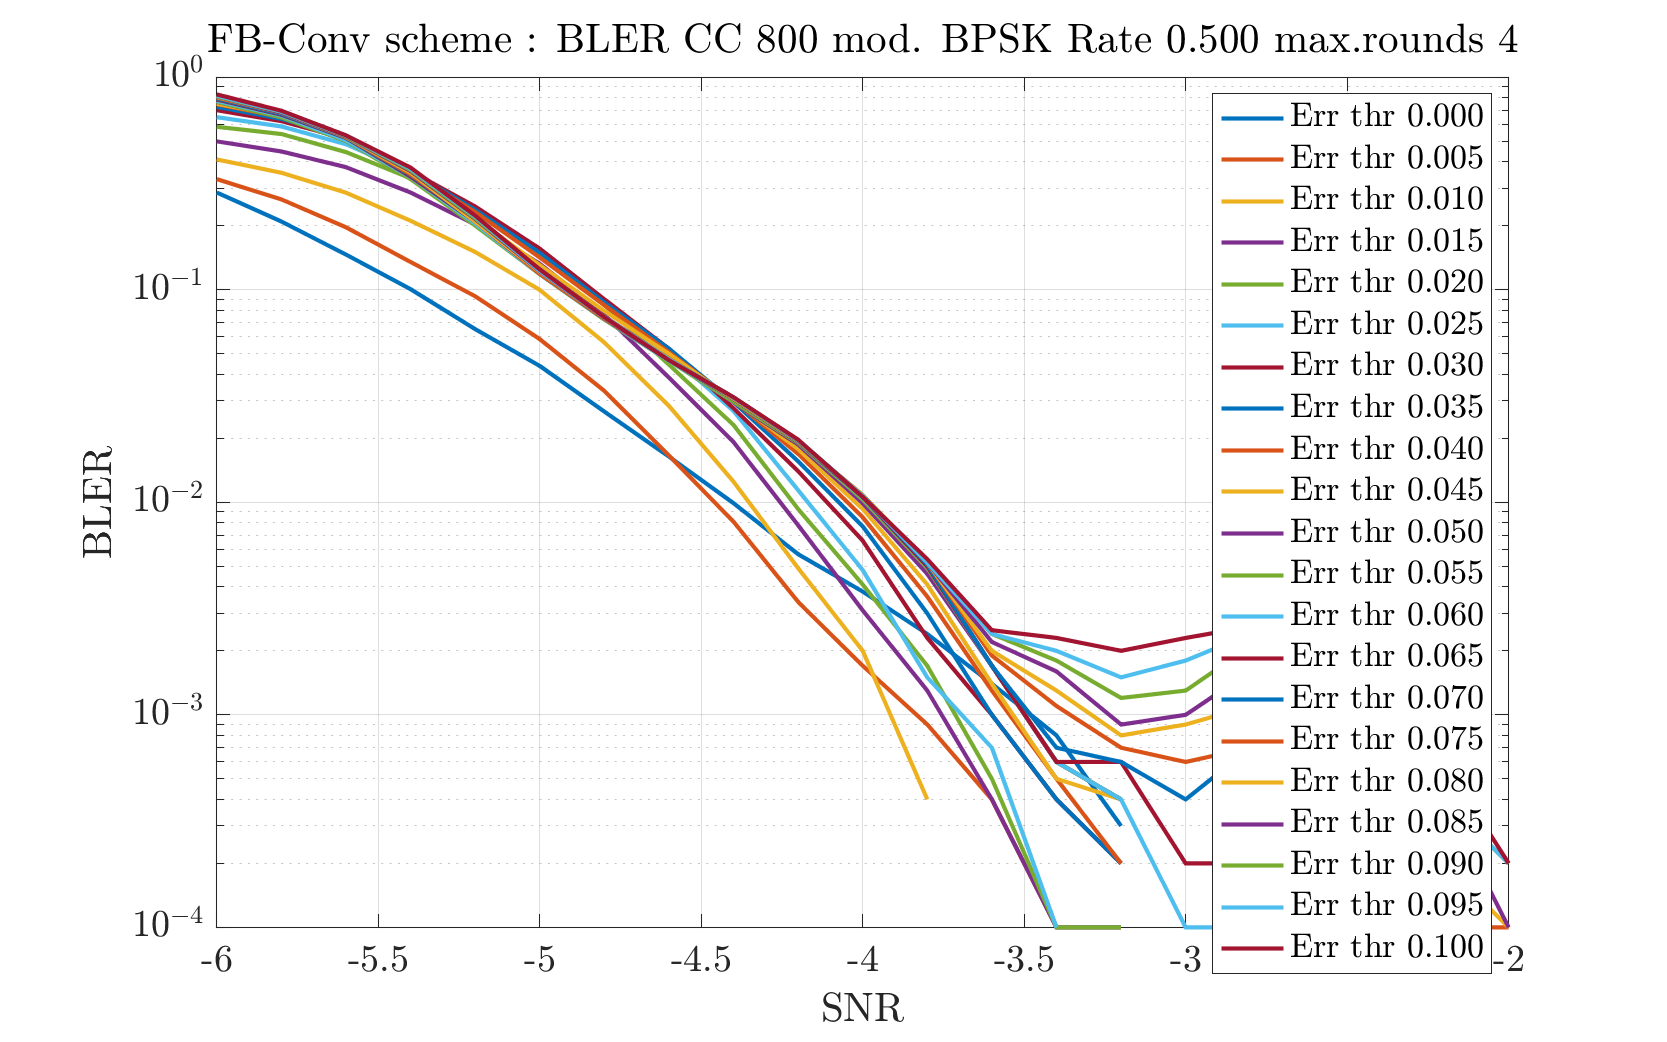 FB-Conv scheme : BLER CC 800 mod. BPSK Rate 0.500 max.rounds 4
10^0
10^-1
10^-2
10^-3
10^-4
BLER
-6 -5.5 -5 -4.5 -4 -3.5 -3 -2
SNR
Err thr 0.000
Err thr 0.005
Err thr 0.010
Err thr 0.015
Err thr 0.020
Err thr 0.025
Err thr 0.030
Err thr 0.035
Err thr 0.040
Err thr 0.045
Err thr 0.050
Err thr 0.055
Err thr 0.060
Err thr 0.065
Err thr 0.070
Err thr 0.075
Err thr 0.080
Err thr 0.085
Err thr 0.090
Err thr 0.095
Err thr 0.100